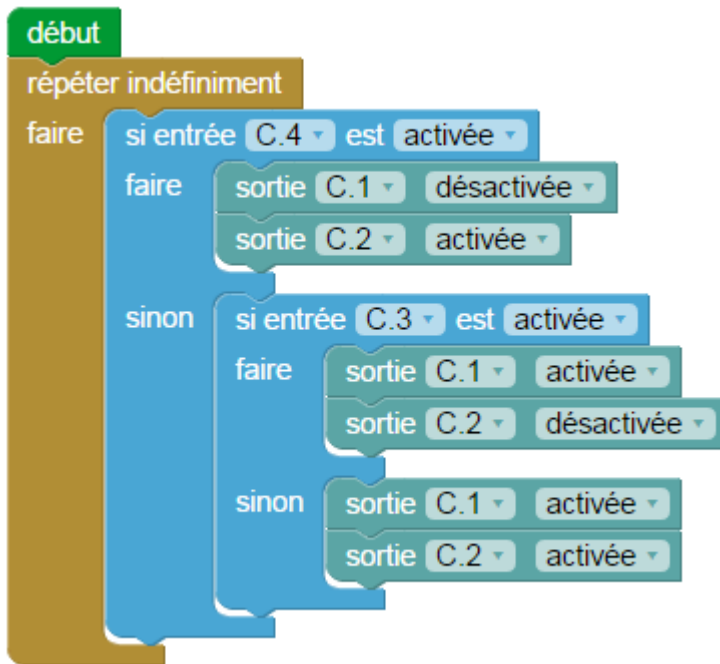 début
répéter indéfiniment
faire si entrée C.4 est activée
faire sortie C.1 désactivée
sortie C.2 activée
sinon si entrée C.3 est activée
faire sortie C.1 activée
sortie C.2 désactivée
sinon sortie C.1 activée
sortie C.2 activée